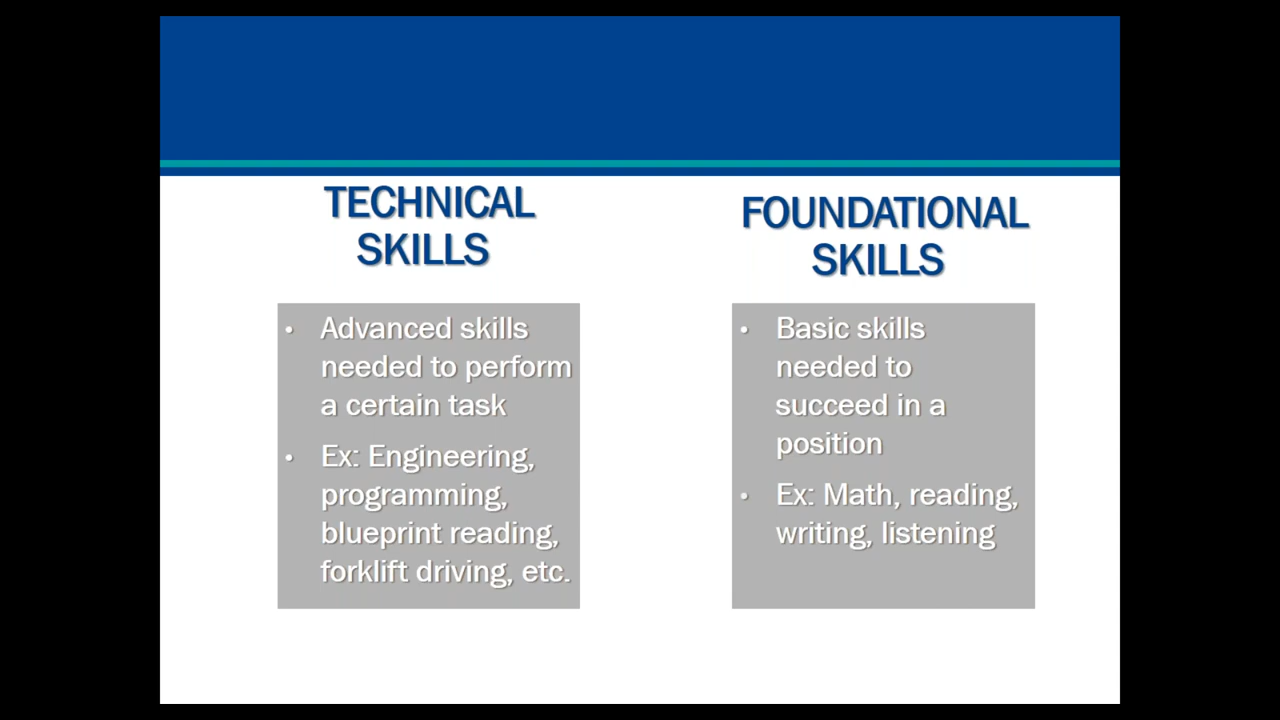 TECHNICAL
SKILLS
• Advanced skills
needed to perform
a certain task
• Ex: Engineering,
programming,
blueprint reading,
forklift driving, etc.
FOUNDATIONAL
SKILLS
• Basic skills
needed to
succeed in a
position
• Ex: Math, reading,
writing, listening